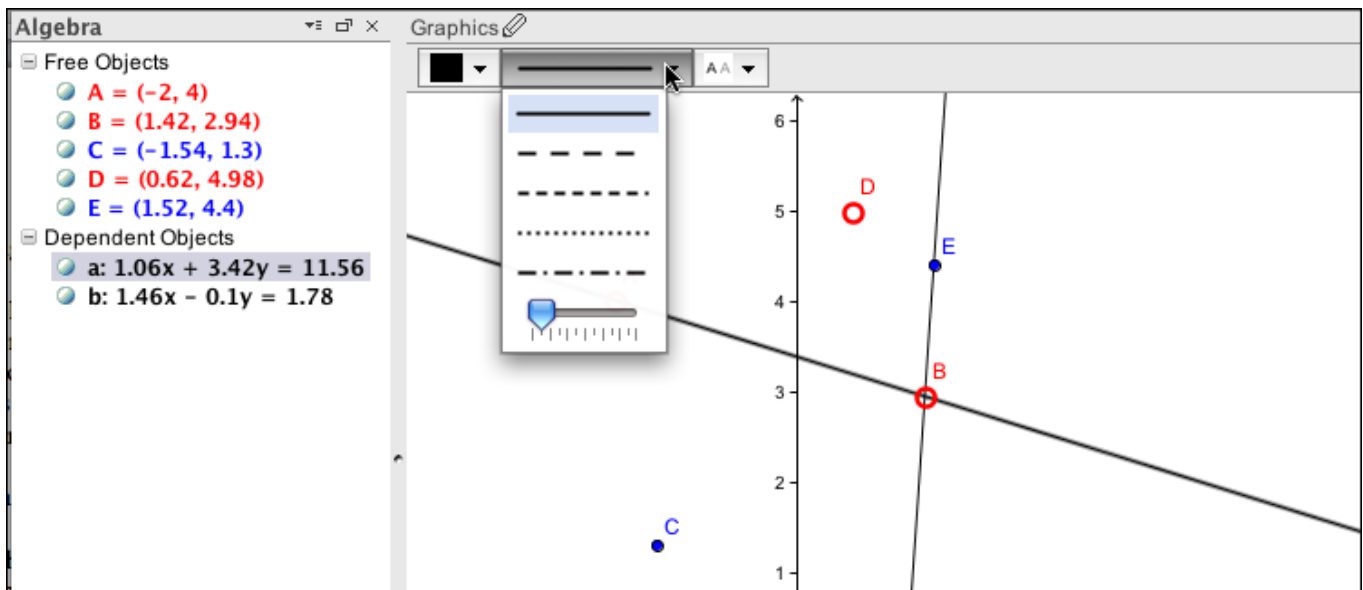 Algebra
Free Objects
A = (−2, 4)
B = (1.42, 2.94)
C = (−1.54, 1.3)
D = (0.62, 4.98)
E = (1.52, 4.4)
Dependent Objects
a: 1.06x + 3.42y = 11.56
b: 1.46x − 0.1y = 1.78
Graphics
A A
6
D
5
E
4
B
3
2
C
1